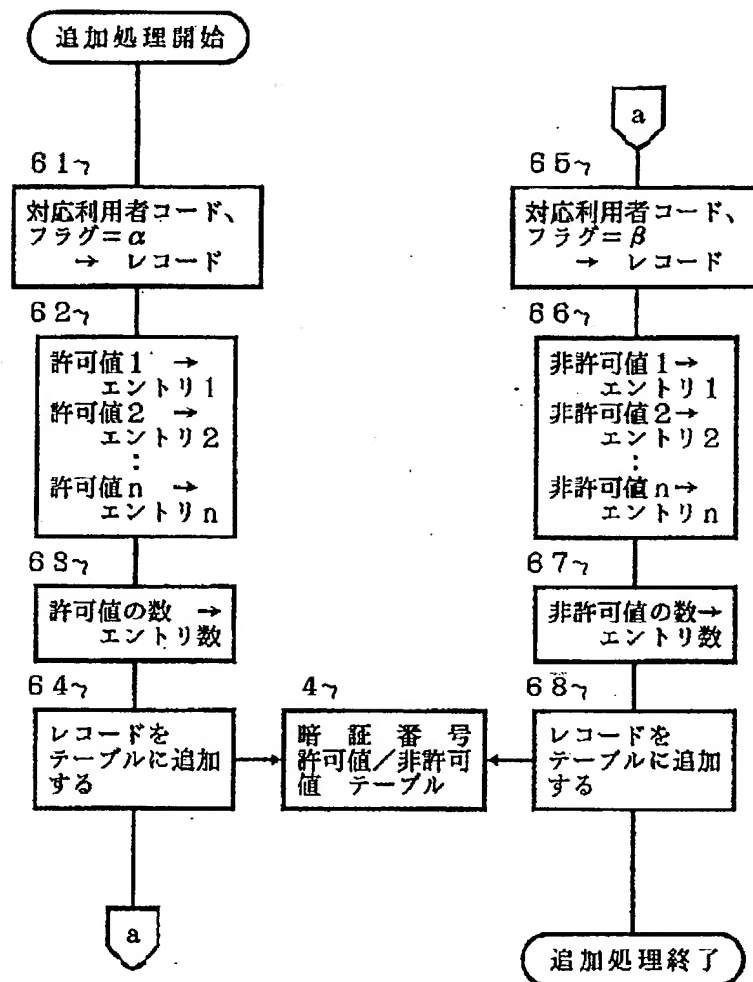 追加処理開始
61
対応利用者コード、
フラグ=α
→ レコード
62
許可値1 →
エントリ1
許可値2 →
エントリ2
:
許可値n →
エントリn
63
許可値の数 →
エントリ数
64
レコードを
テーブルに追加
する
a
4
暗 証 番 号
許可値/非許可
値 テーブル
a
65
対応利用者コード、
フラグ=β
→ レコード
66
非許可値1→
エントリ1
非許可値2→
エントリ2
:
非許可値n→
エントリn
67
非許可値の数→
エントリ数
68
レコードを
テーブルに追加
する
追加処理終了